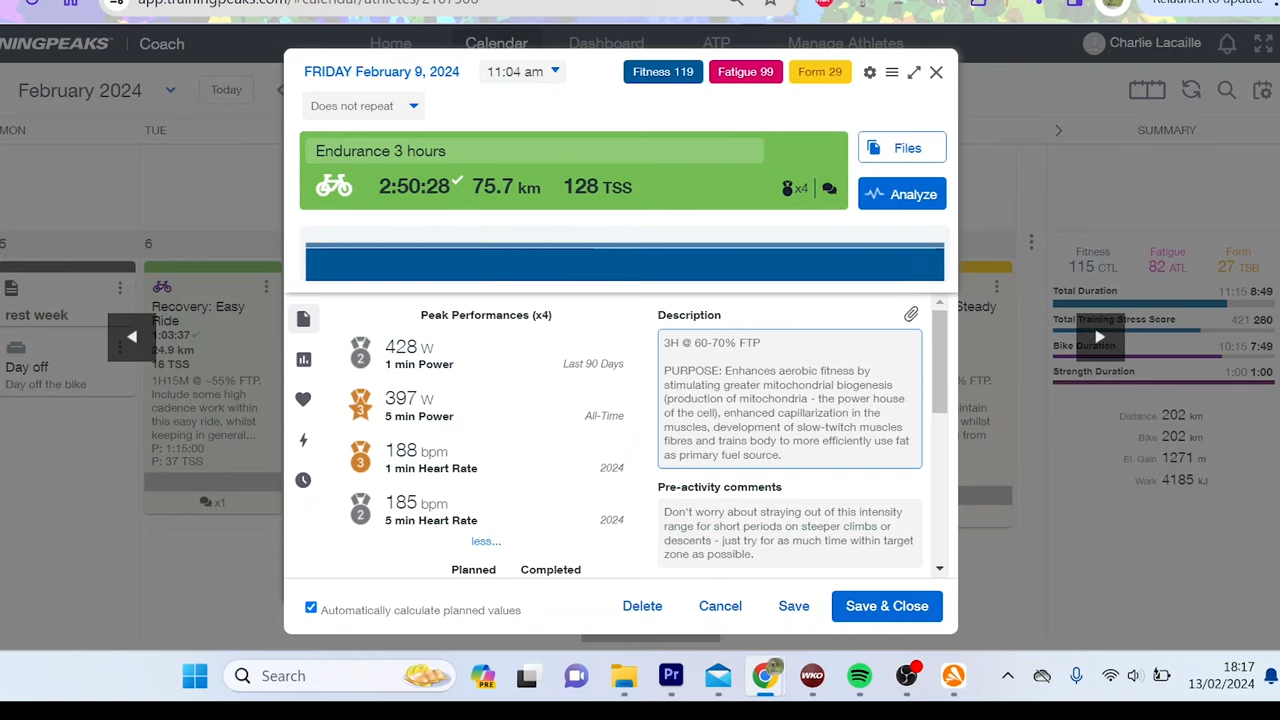 NINGPEAKS™
Coach
Home
Calendar
Dashboard
ATP
Manage Athletes
Charlie Lacaille
February 2024
Today
MON
TUE
SUMMARY
FRIDAY February 9, 2024
11:04 am
Fitness 119
Fatigue 99
Form 29
Does not repeat
Endurance 3 hours
2:50:28
75.7 km
128 TSS
x4
Files
Analyze
5
6
rest week
Day off
Day off the bike
Recovery: Easy
Ride
1:03:37
24.9 km
18 TSS
1H15M @ ~55% FTP.
Include some high
cadence work within
this easy ride, whilst
keeping in general...
P: 1:15:00
P: 37 TSS
x1
Steady
Fitness
115 CTL
Fatigue
82 ATL
Form
27 TSB
Total Duration
11:15 8:49
Total Training Stress Score
421 280
Bike Duration
10:15 7:49
Strength Duration
1:00 1:00
Distance 202 km
Bike 202 km
El. Gain 1271 m
Work 4185 kJ
Peak Performances (x4)
2
428 W
1 min Power
Last 90 Days
3
397 W
5 min Power
All-Time
3
188 bpm
1 min Heart Rate
2024
2
185 bpm
5 min Heart Rate
2024
less...
Planned
Completed
Description
3H @ 60-70% FTP
PURPOSE: Enhances aerobic fitness by
stimulating greater mitochondrial biogenesis
(production of mitochondria - the power house
of the cell), enhanced capillarization in the
muscles, development of slow-twitch muscles
fibres and trains body to more efficiently use fat
as primary fuel source.
Pre-activity comments
Don't worry about straying out of this intensity
range for short periods on steeper climbs or
descents - just try for as much time within target
zone as possible.
Automatically calculate planned values
Delete
Cancel
Save
Save & Close
Search
PRE
Pr
WKO
18:17
13/02/2024